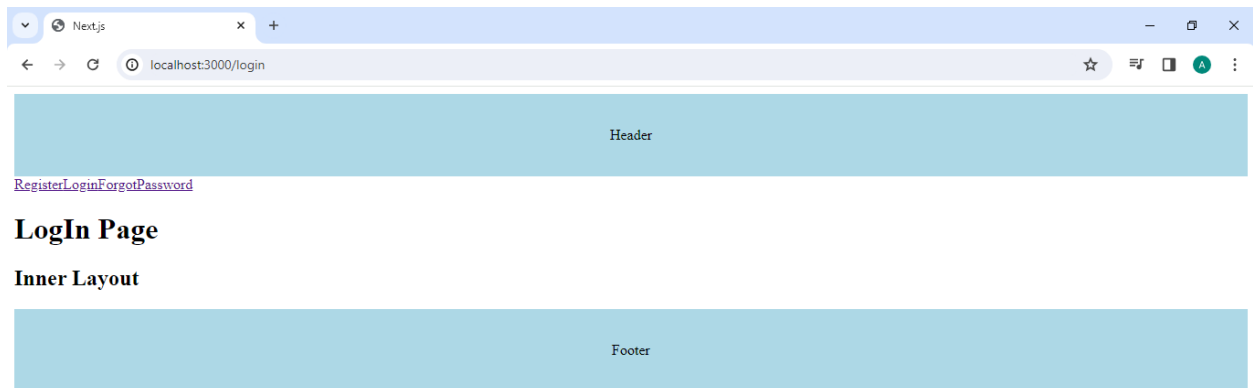 Next.js
localhost:3000/login
A
Header
RegisterLoginForgotPassword
LogIn Page
Inner Layout
Footer